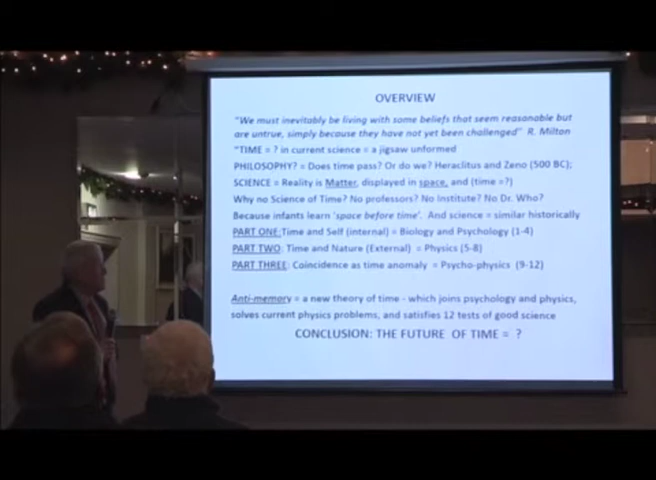 OVERVIEW
"We must inevitably be living with some beliefs that seem reasonable but
are untrue, simply because they have not yet been challenged" R. Milton
"TIME = ? in current science = a jigsaw unformed
PHILOSOPHY? = Does time pass? Or do we? Heraclitus and Zeno (500 BC);
SCIENCE = Reality is Matter, displayed in space, and (time =?)
Why no Science of Time? No professors? No Institute? No Dr. Who?
Because infants learn 'space before time'. And science = similar historically
PART ONE:Time and Self (internal) = Biology and Psychology (1-4)
PART TWO: Time and Nature (External) = Physics (5-8)
PART THREE: Coincidence as time anomaly = Psycho-physics (9-12)
Anti-memory = a new theory of time - which joins psychology and physics,
solves current physics problems, and satisfies 12 tests of good science
CONCLUSION: THE FUTURE OF TIME = ?